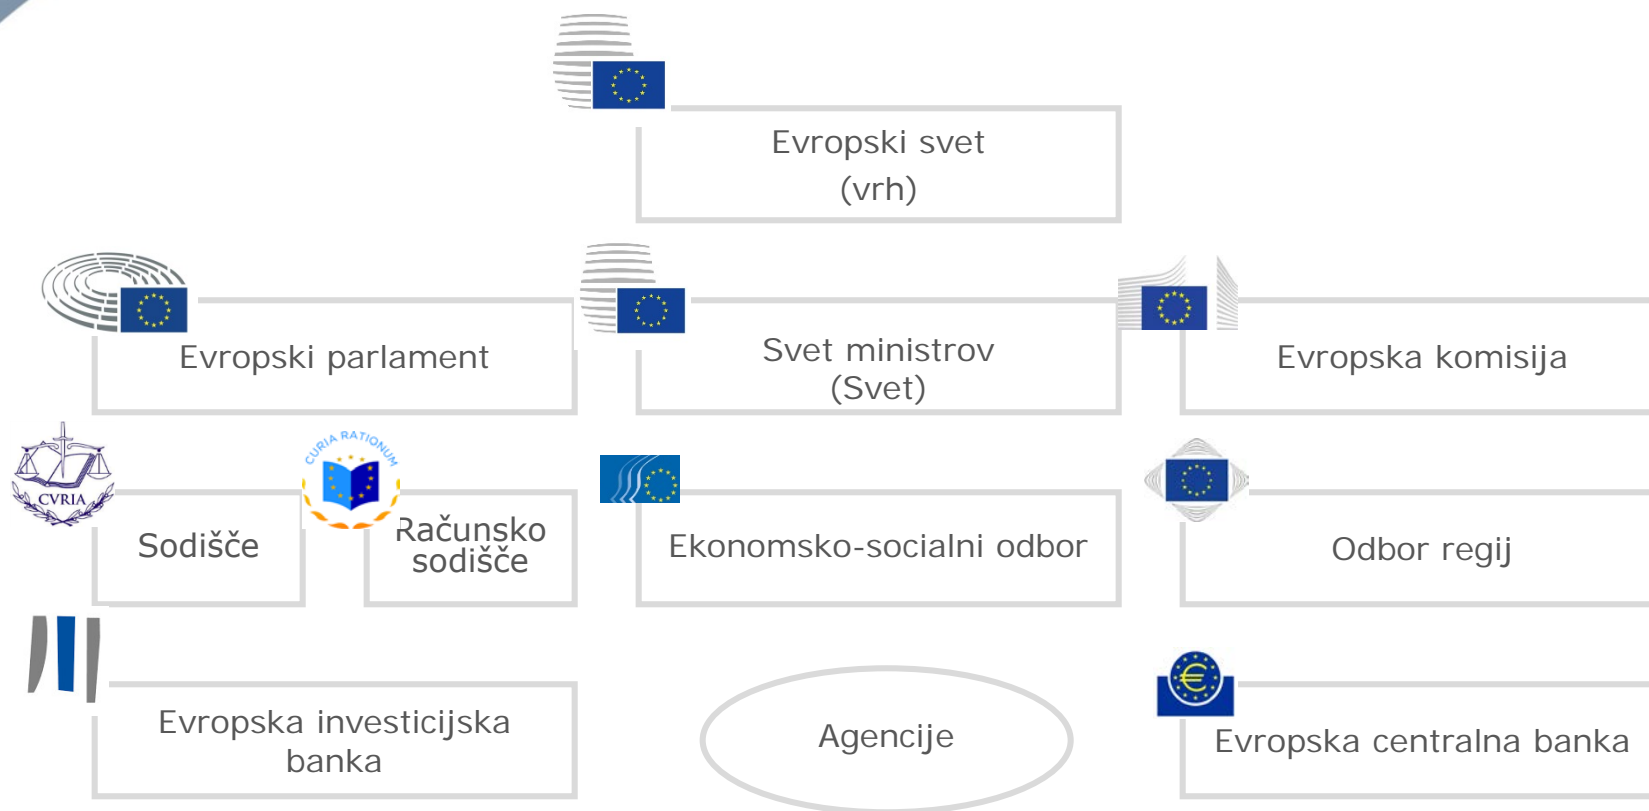 Evropski svet
(vrh)
Evropski parlament
Svet ministrov
(Svet)
Evropska komisija
CVRIA
Sodišče
CURIA RATIONUM
Računsko
sodišče
Ekonomsko-socialni odbor
Odbor regij
Evropska investicijska
banka
Agencije
€
Evropska centralna banka